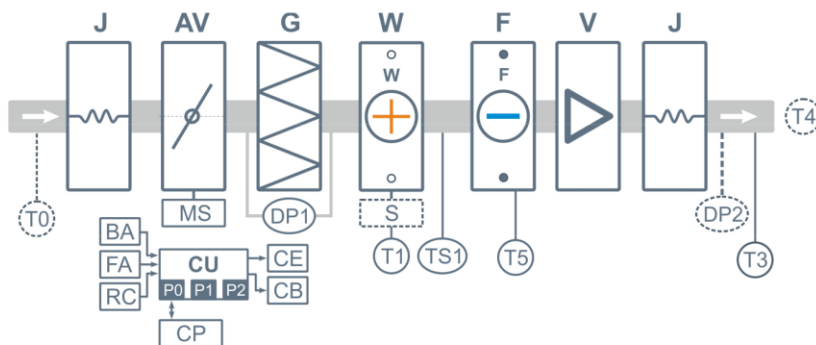 J AV G W F V J
W F
T4
T0 MS DP1 S DP2
BA T1 TS1 T5 T3
CU CE
FA
P0 P1 P2
RC CB
CP